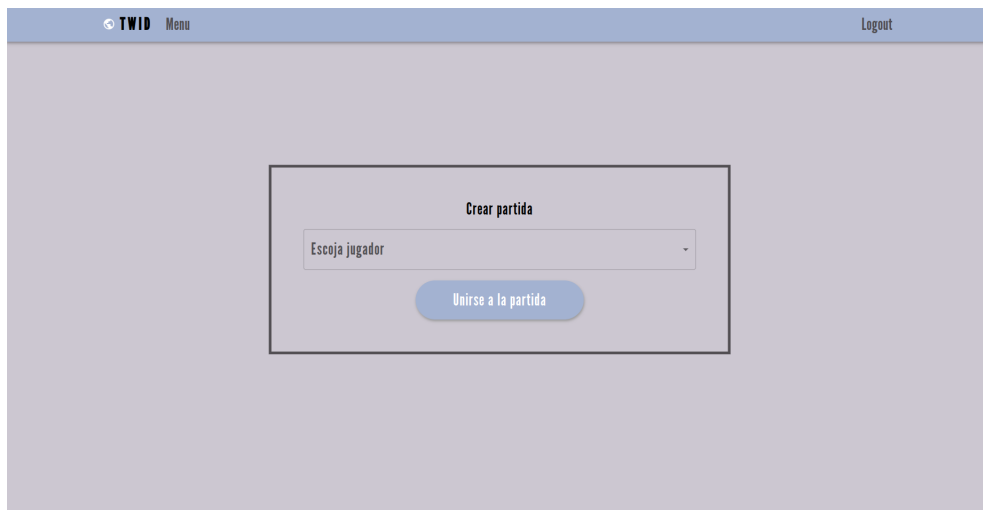 TWID Menu Logout
Crear partida
Escoja jugador
Unirse a la partida